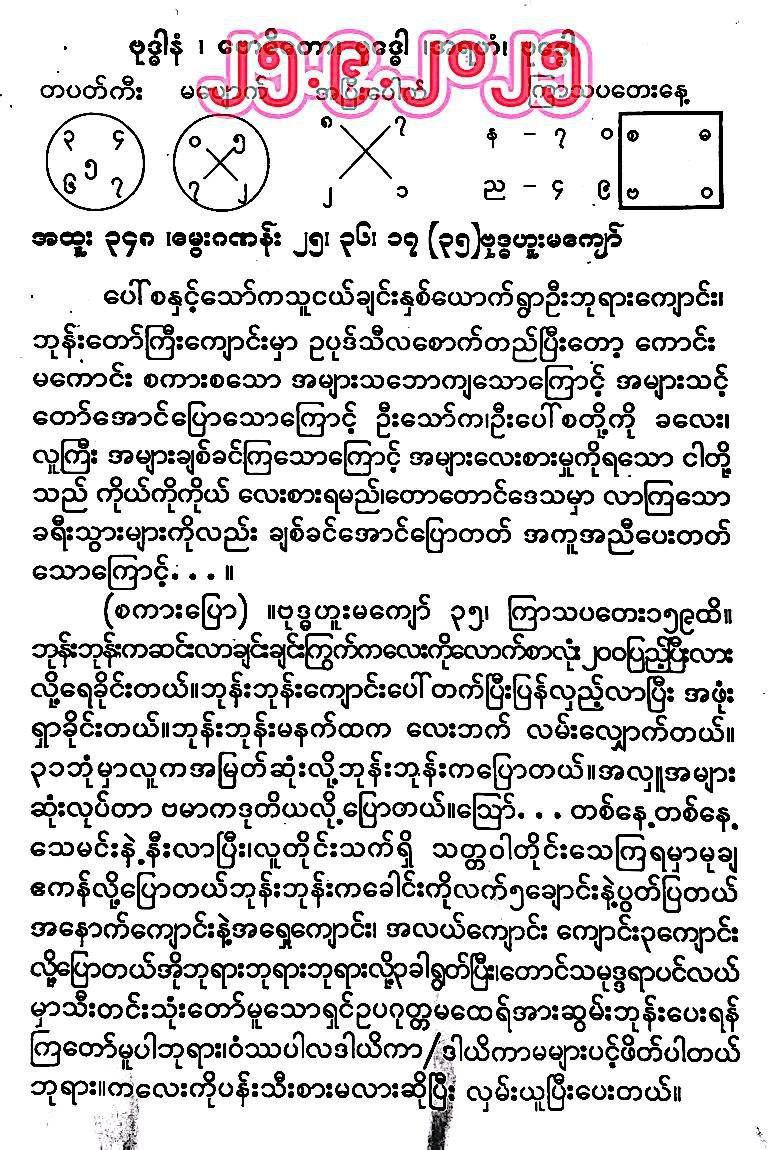 ဗုဒ္ဓါနံ ၊ ဗုဒ္ဓေါ ၊အရဟံ၊ ဗုဒ္ဓေါ
၂၅.၉.၂၀၂၅
တပတ်ကီး မပျောက် အပြီးပေါက် ကြာသပတေးနေ့
၃ ၄ ၀ ၅ ၈ ၇ န – ၇ ၀ စ ဓ
၅
၆ ၇ ၇ ၂ ၂ ၁ ည – ၄ ၉ ဗ ဝ
အထူး ၃၄၈ ၊မွေးဂဏန်း ၂၅၊ ၃၆၊ ၁၇ (၃၅)ဗုဒ္ဓဟူးမကျော်
ပေါ်စနှင့်သော်ကသူငယ်ချင်းနှစ်ယောက်ရွာဦးဘုရားကျောင်း၊
ဘုန်းတော်ကြီးကျောင်းမှာ ဥပုဒ်သီလစောက်တည်ပြီးတော့ ကောင်း
မကောင်း စကားစသော အများသဘောကျသောကြောင့် အများသင့်
တော်အောင်ပြောသောကြောင့် ဦးသော်က၊ဦးပေါ်စတို့ကို ခလေး၊
လူကြီး အများချစ်ခင်ကြသောကြောင့် အများလေးစားမှုကိုရသော ငါတို့
သည် ကိုယ်ကိုကိုယ် လေးစားရမည်၊တောတောင်ဒေသမှာ လာကြသော
ခရီးသွားများကိုလည်း ချစ်ခင်အောင်ပြောတတ် အကူအညီပေးတတ်
သောကြောင့်. . . ။
(စကားပြော) ။ဗုဒ္ဓဟူးမကျော် ၃၅၊ ကြာသပတေး၁၅၉ထိ။
ဘုန်းဘုန်းကဆင်းလာချင်းချင်းကြွက်ကလေးကိုလောက်စာလုံး၂၀၀ပြည့်ပြီးလား
လို့ရေခိုင်းတယ်။ဘုန်းဘုန်းကျောင်းပေါ်တက်ပြီးပြန်လှည့်လာပြီး အဖုံး
ရှာခိုင်းတယ်။ဘုန်းဘုန်းမနက်ထက လေးဘက် လမ်းလျှောက်တယ်။
၃၁ဘုံမှာလူကအမြတ်ဆုံးလို့ဘုန်းဘုန်းကပြောတယ်။အလှူအများ
ဆုံးလုပ်တာ ဗမာကဒုတိယလို့ပြောတယ်။သြော်. . . တစ်နေ့တစ်နေ့
သေမင်းနဲ့နီးလာပြီး၊လူတိုင်းသက်ရှိ သတ္တဝါတိုင်းသေကြရမှာမုချ
ဧကန်လို့ပြောတယ်ဘုန်းဘုန်းကခေါင်းကိုလက်၅ချောင်းနဲ့ပွတ်ပြတယ်
အနောက်ကျောင်းနဲ့အရှေ့ကျောင်း၊ အလယ်ကျောင်း ကျောင်း၃ကျောင်း
လို့ပြောတယ်အိုဘုရားဘုရားဘုရားလို့၃ခါရွတ်ပြီး၊တောင်သမုဒ္ဒရာပင်လယ်
မှာသီးတင်းသုံးတော်မူသောရှင်ဥပဂုတ္တမထေရ်အားဆွမ်းဘုန်းပေးရန်
ကြတော်မူပါဘုရား၊ဝံဿပါလဒါယိကာ/ဒါယိကာမများပင့်ဖိတ်ပါတယ်
ဘုရား။ကလေးကိုပန်းသီးစားမလားဆိုပြီး လှမ်းယူပြီးပေးတယ်။